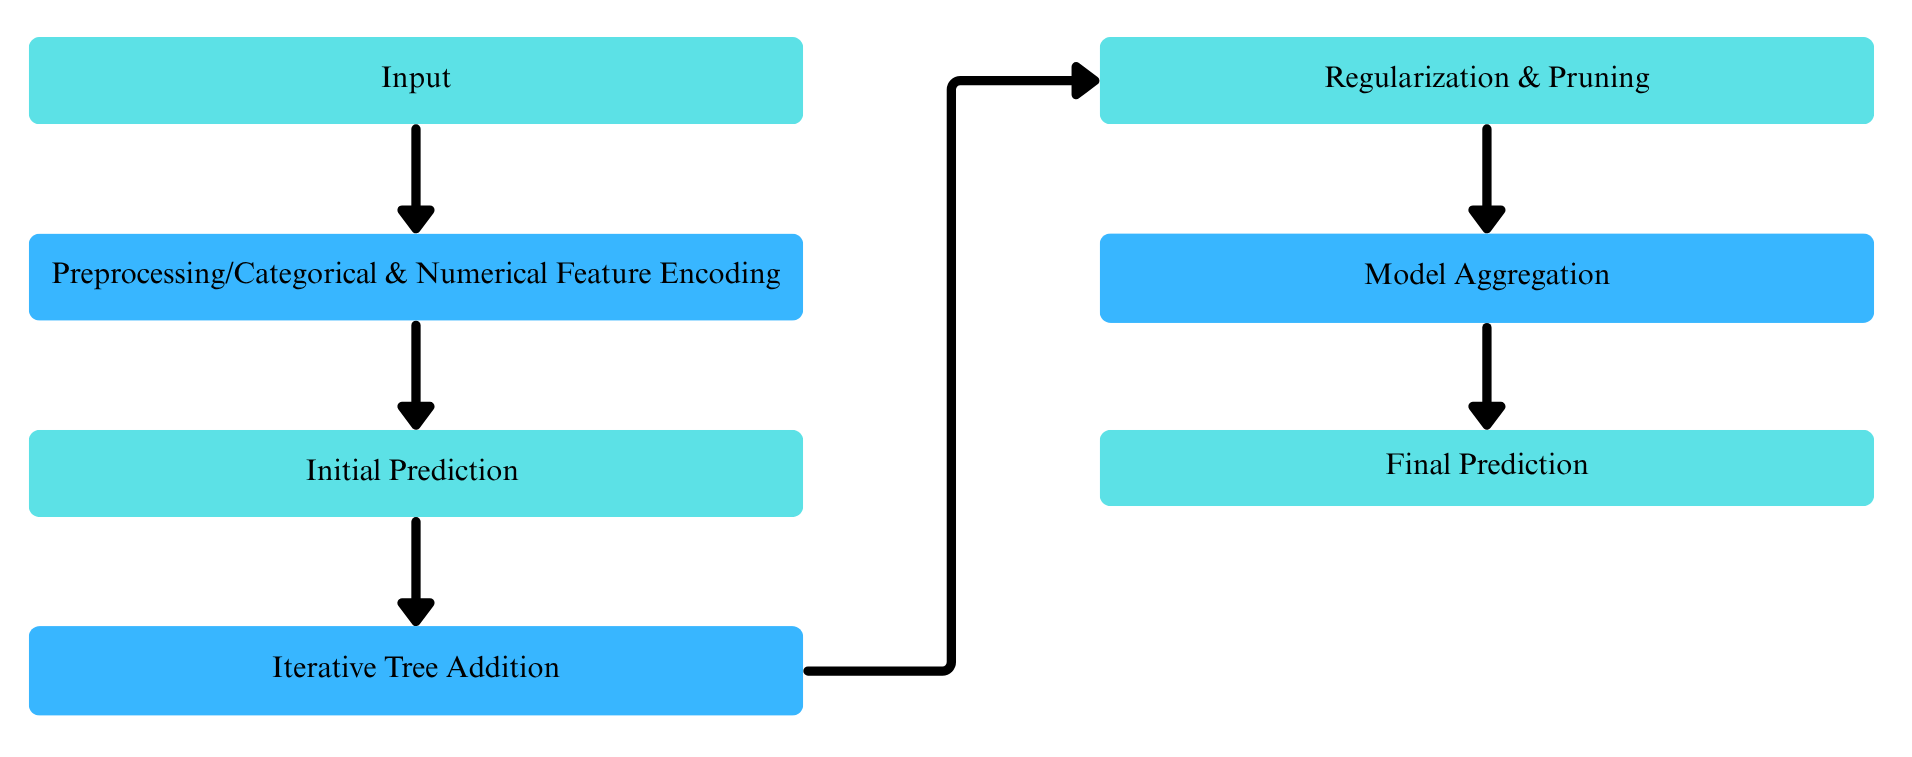 Input
Preprocessing/Categorical & Numerical Feature Encoding
Initial Prediction
Iterative Tree Addition
Regularization & Pruning
Model Aggregation
Final Prediction